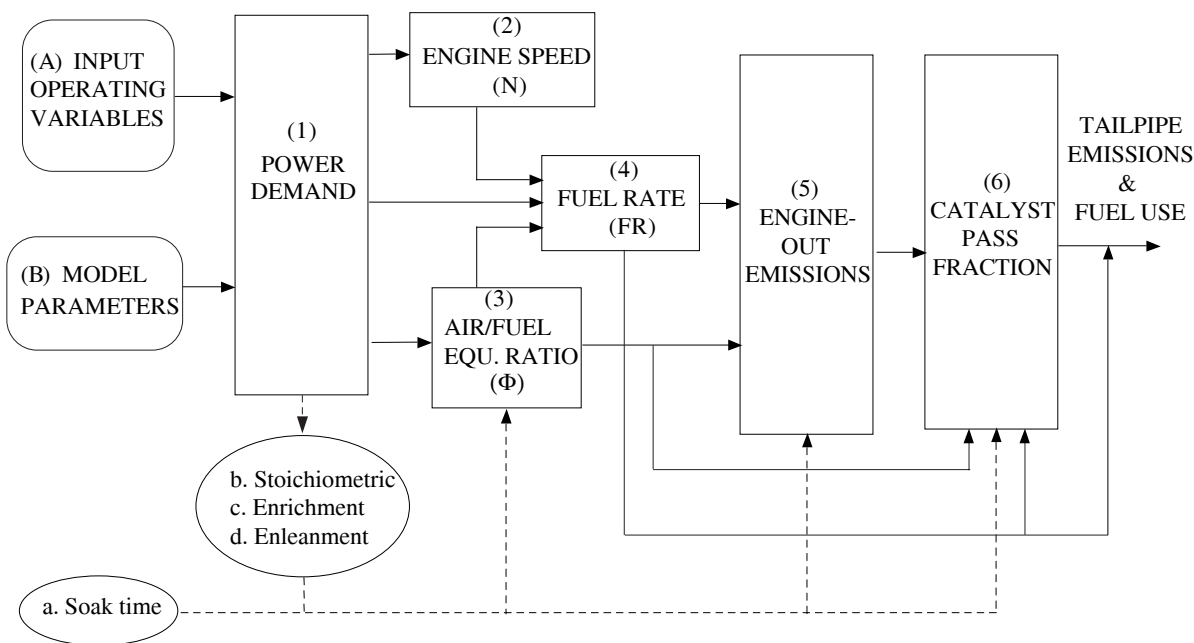 (A) INPUT
OPERATING
VARIABLES
(B) MODEL
PARAMETERS
(1)
POWER
DEMAND
(2)
ENGINE SPEED
(N)
(3)
AIR/FUEL
EQU. RATIO
(Φ)
(4)
FUEL RATE
(FR)
(5)
ENGINE-
OUT
EMISSIONS
(6)
CATALYST
PASS
FRACTION
TAILPIPE
EMISSIONS
&
FUEL USE
b. Stoichiometric
c. Enrichment
d. Enleanment
a. Soak time